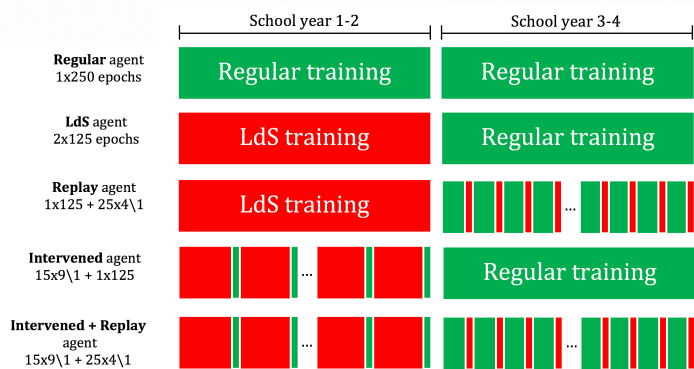 School year 1-2
School year 3-4
Regular agent
1x250 epochs
Regular training
Regular training
LdS agent
2x125 epochs
LdS training
Regular training
Replay agent
1x125 + 25x4\1
LdS training
...
Intervened agent
15x9\1 + 1x125
...
Regular training
Intervened + Replay
agent
15x9\1 + 25x4\1
...
...